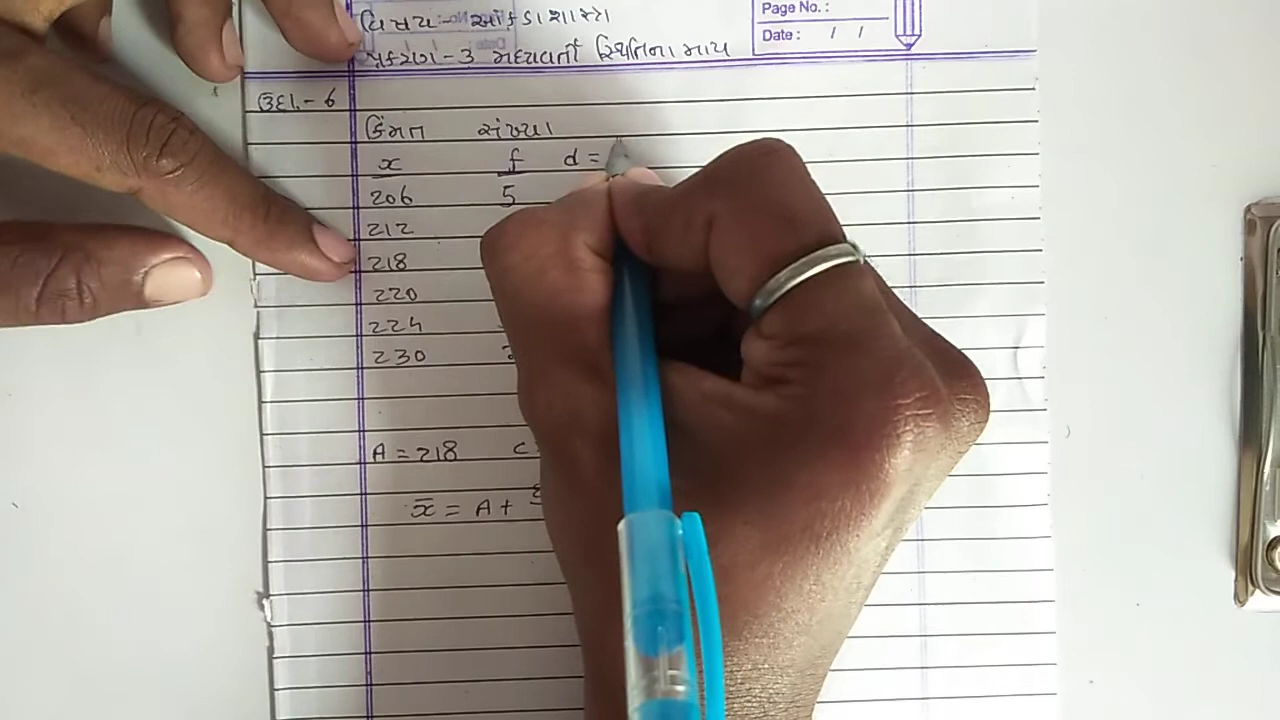 વિષય:- આંકડાશાસ્ત્ર
Page No.:
પ્રકરણ-3 મધ્યવર્તી સ્થિતિના માપ
Date: / /
ઉદા.-6
કિંમત સંખ્યા
x f d =
206 5
212
218
220
224
230
A = 218 c
x̄ = A +